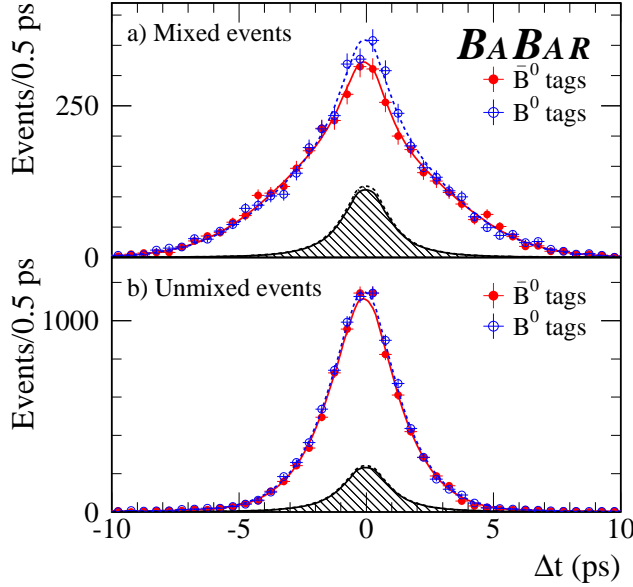 a) Mixed events
BABAR
B̄⁰ tags
B⁰ tags
Events/0.5 ps
250
0
b) Unmixed events
B̄⁰ tags
B⁰ tags
Events/0.5 ps
1000
0
-10 -5 0 5 10
Δt (ps)